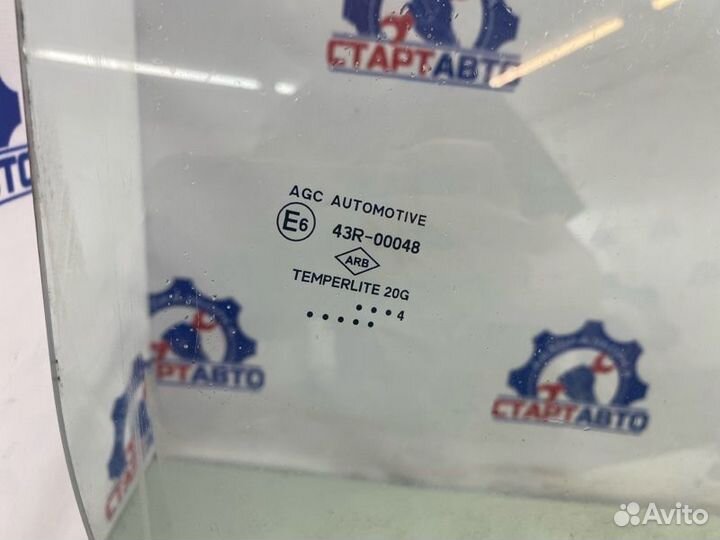 СТАРТАВТО
AGC AUTOMOTIVE
E6 43R-00048
ARB
TEMPERLITE 20G
4
СТАРТАВТО
СТАРТАВТО
Avito